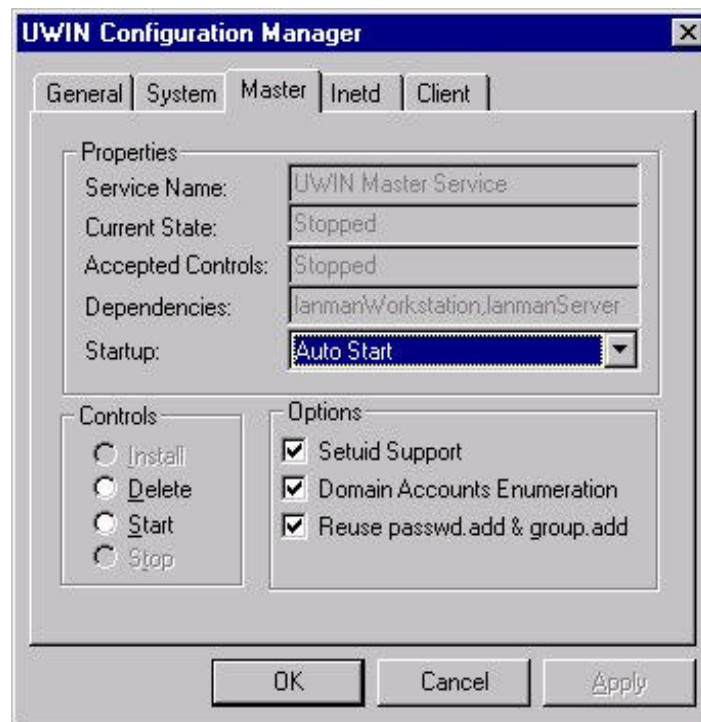 UWIN Configuration Manager
General System Master Inetd Client
Properties
Service Name: UWIN Master Service
Current State: Stopped
Accepted Controls: Stopped
Dependencies: lanmanWorkstation,lanmanServer
Startup: Auto Start
Controls Options
Install Setuid Support
Delete Domain Accounts Enumeration
Start Reuse passwd.add & group.add
Stop
OK Cancel Apply